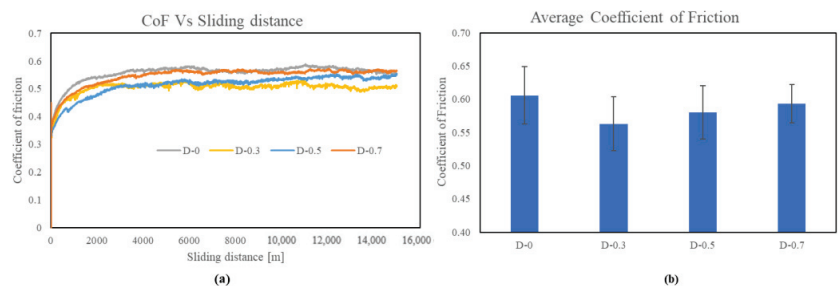 CoF Vs Sliding distance
0.7
0.6
0.5
0.4
0.3
0.2
0.1
0
Coefficient of friction
D-0 D-0.3 D-0.5 D-0.7
0 2000 4000 6000 8000 10,000 12,000 14,000 16,000
Sliding distance [m]
(a)
Average Coefficient of Friction
0.70
0.65
0.60
0.55
0.50
0.45
0.40
Coefficient of Friction
D-0 D-0.3 D-0.5 D-0.7
(b)